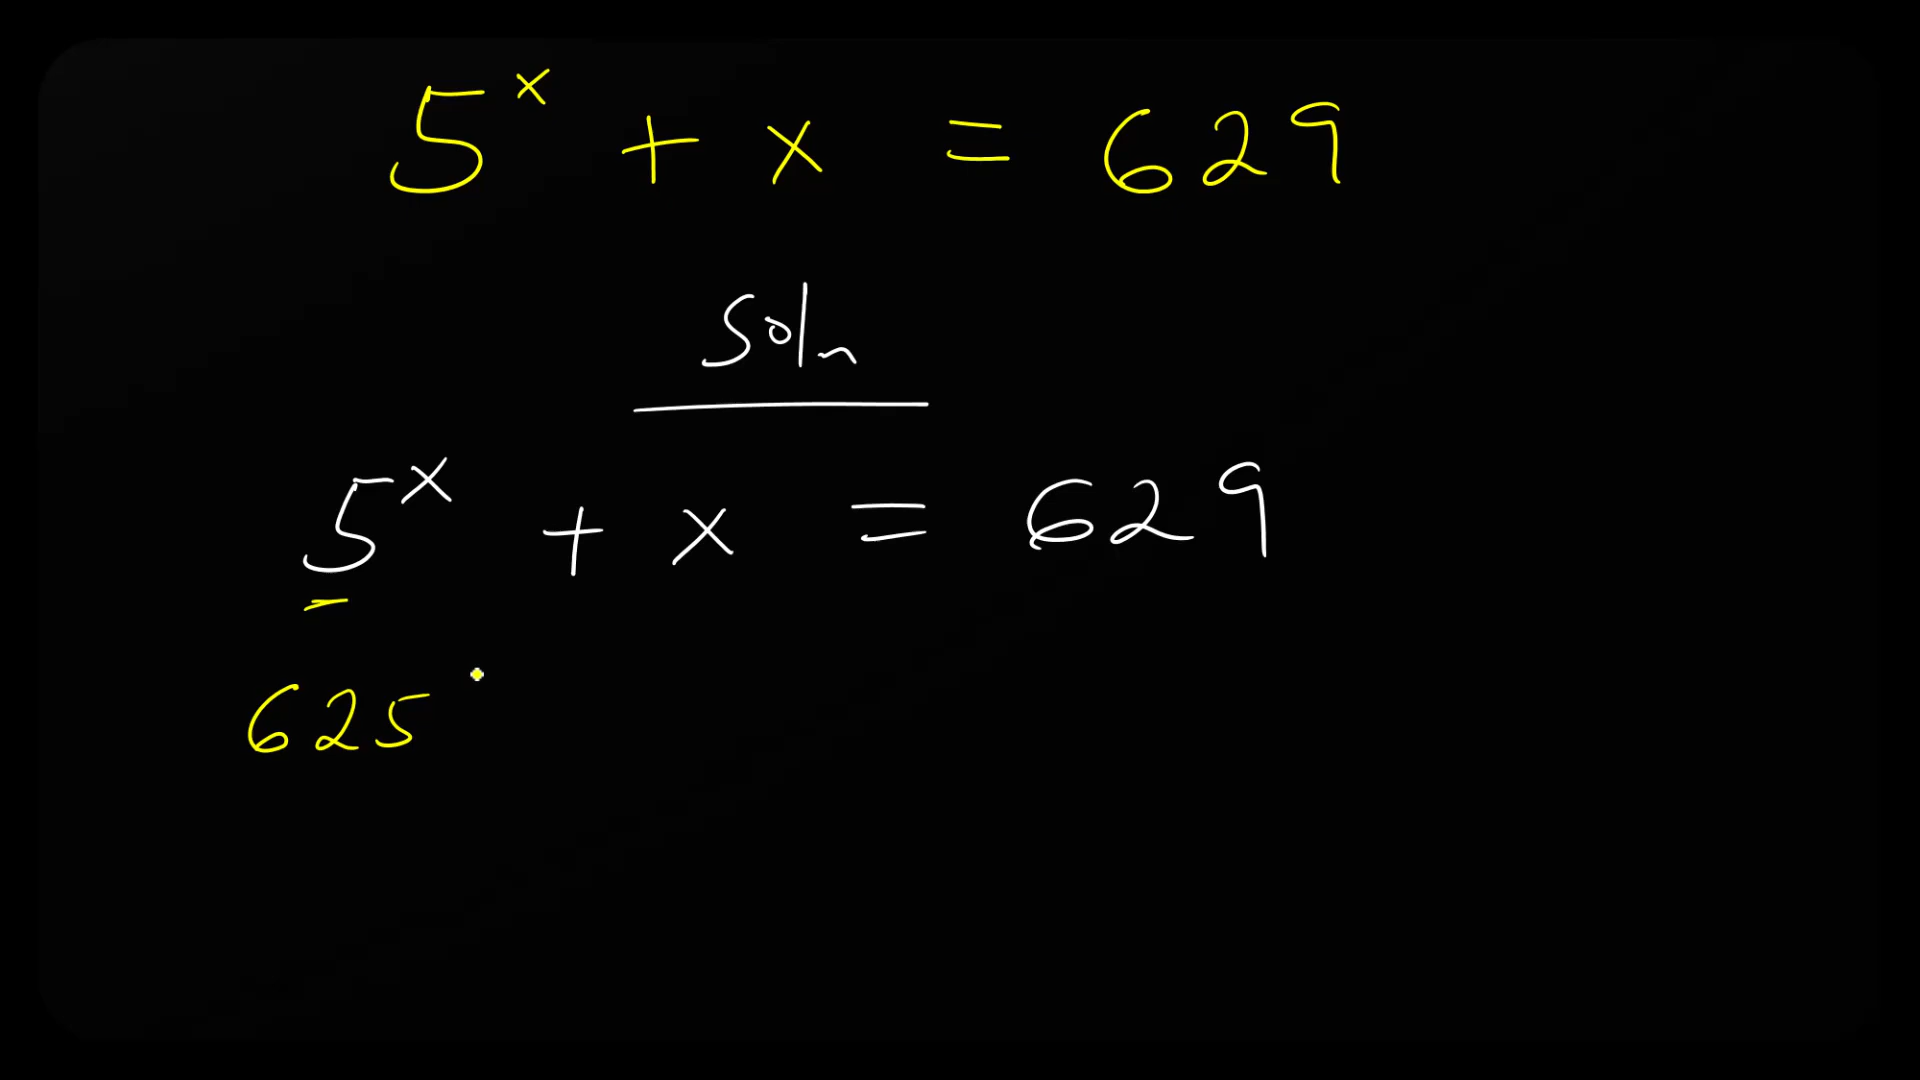 5^x + x = 629
Soln
5^x + x = 629
625